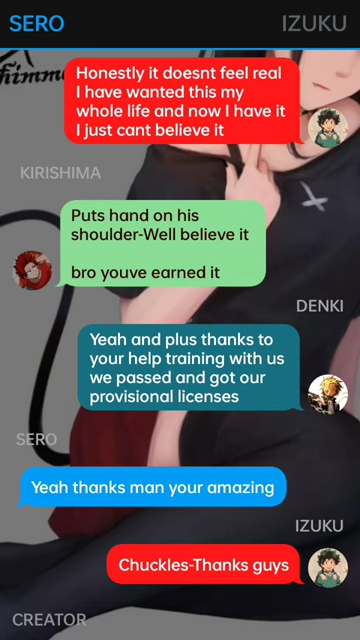 SERO
IZUKU
Honestly it doesnt feel real
I have wanted this my
whole life and now I have it
I just cant believe it
KIRISHIMA
Puts hand on his
shoulder-Well believe it
bro youve earned it
DENKI
Yeah and plus thanks to
your help training with us
we passed and got our
provisional licenses
SERO
Yeah thanks man your amazing
IZUKU
Chuckles-Thanks guys
CREATOR